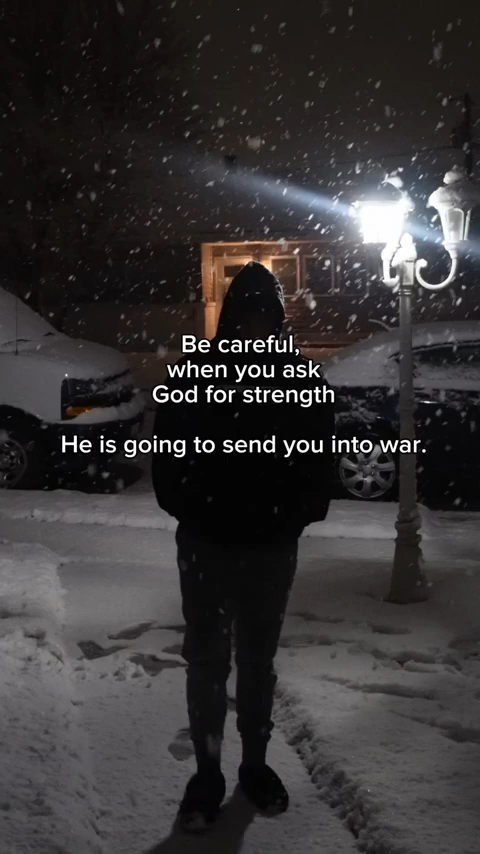 Be careful,
when you ask
God for strength
He is going to send you into war.